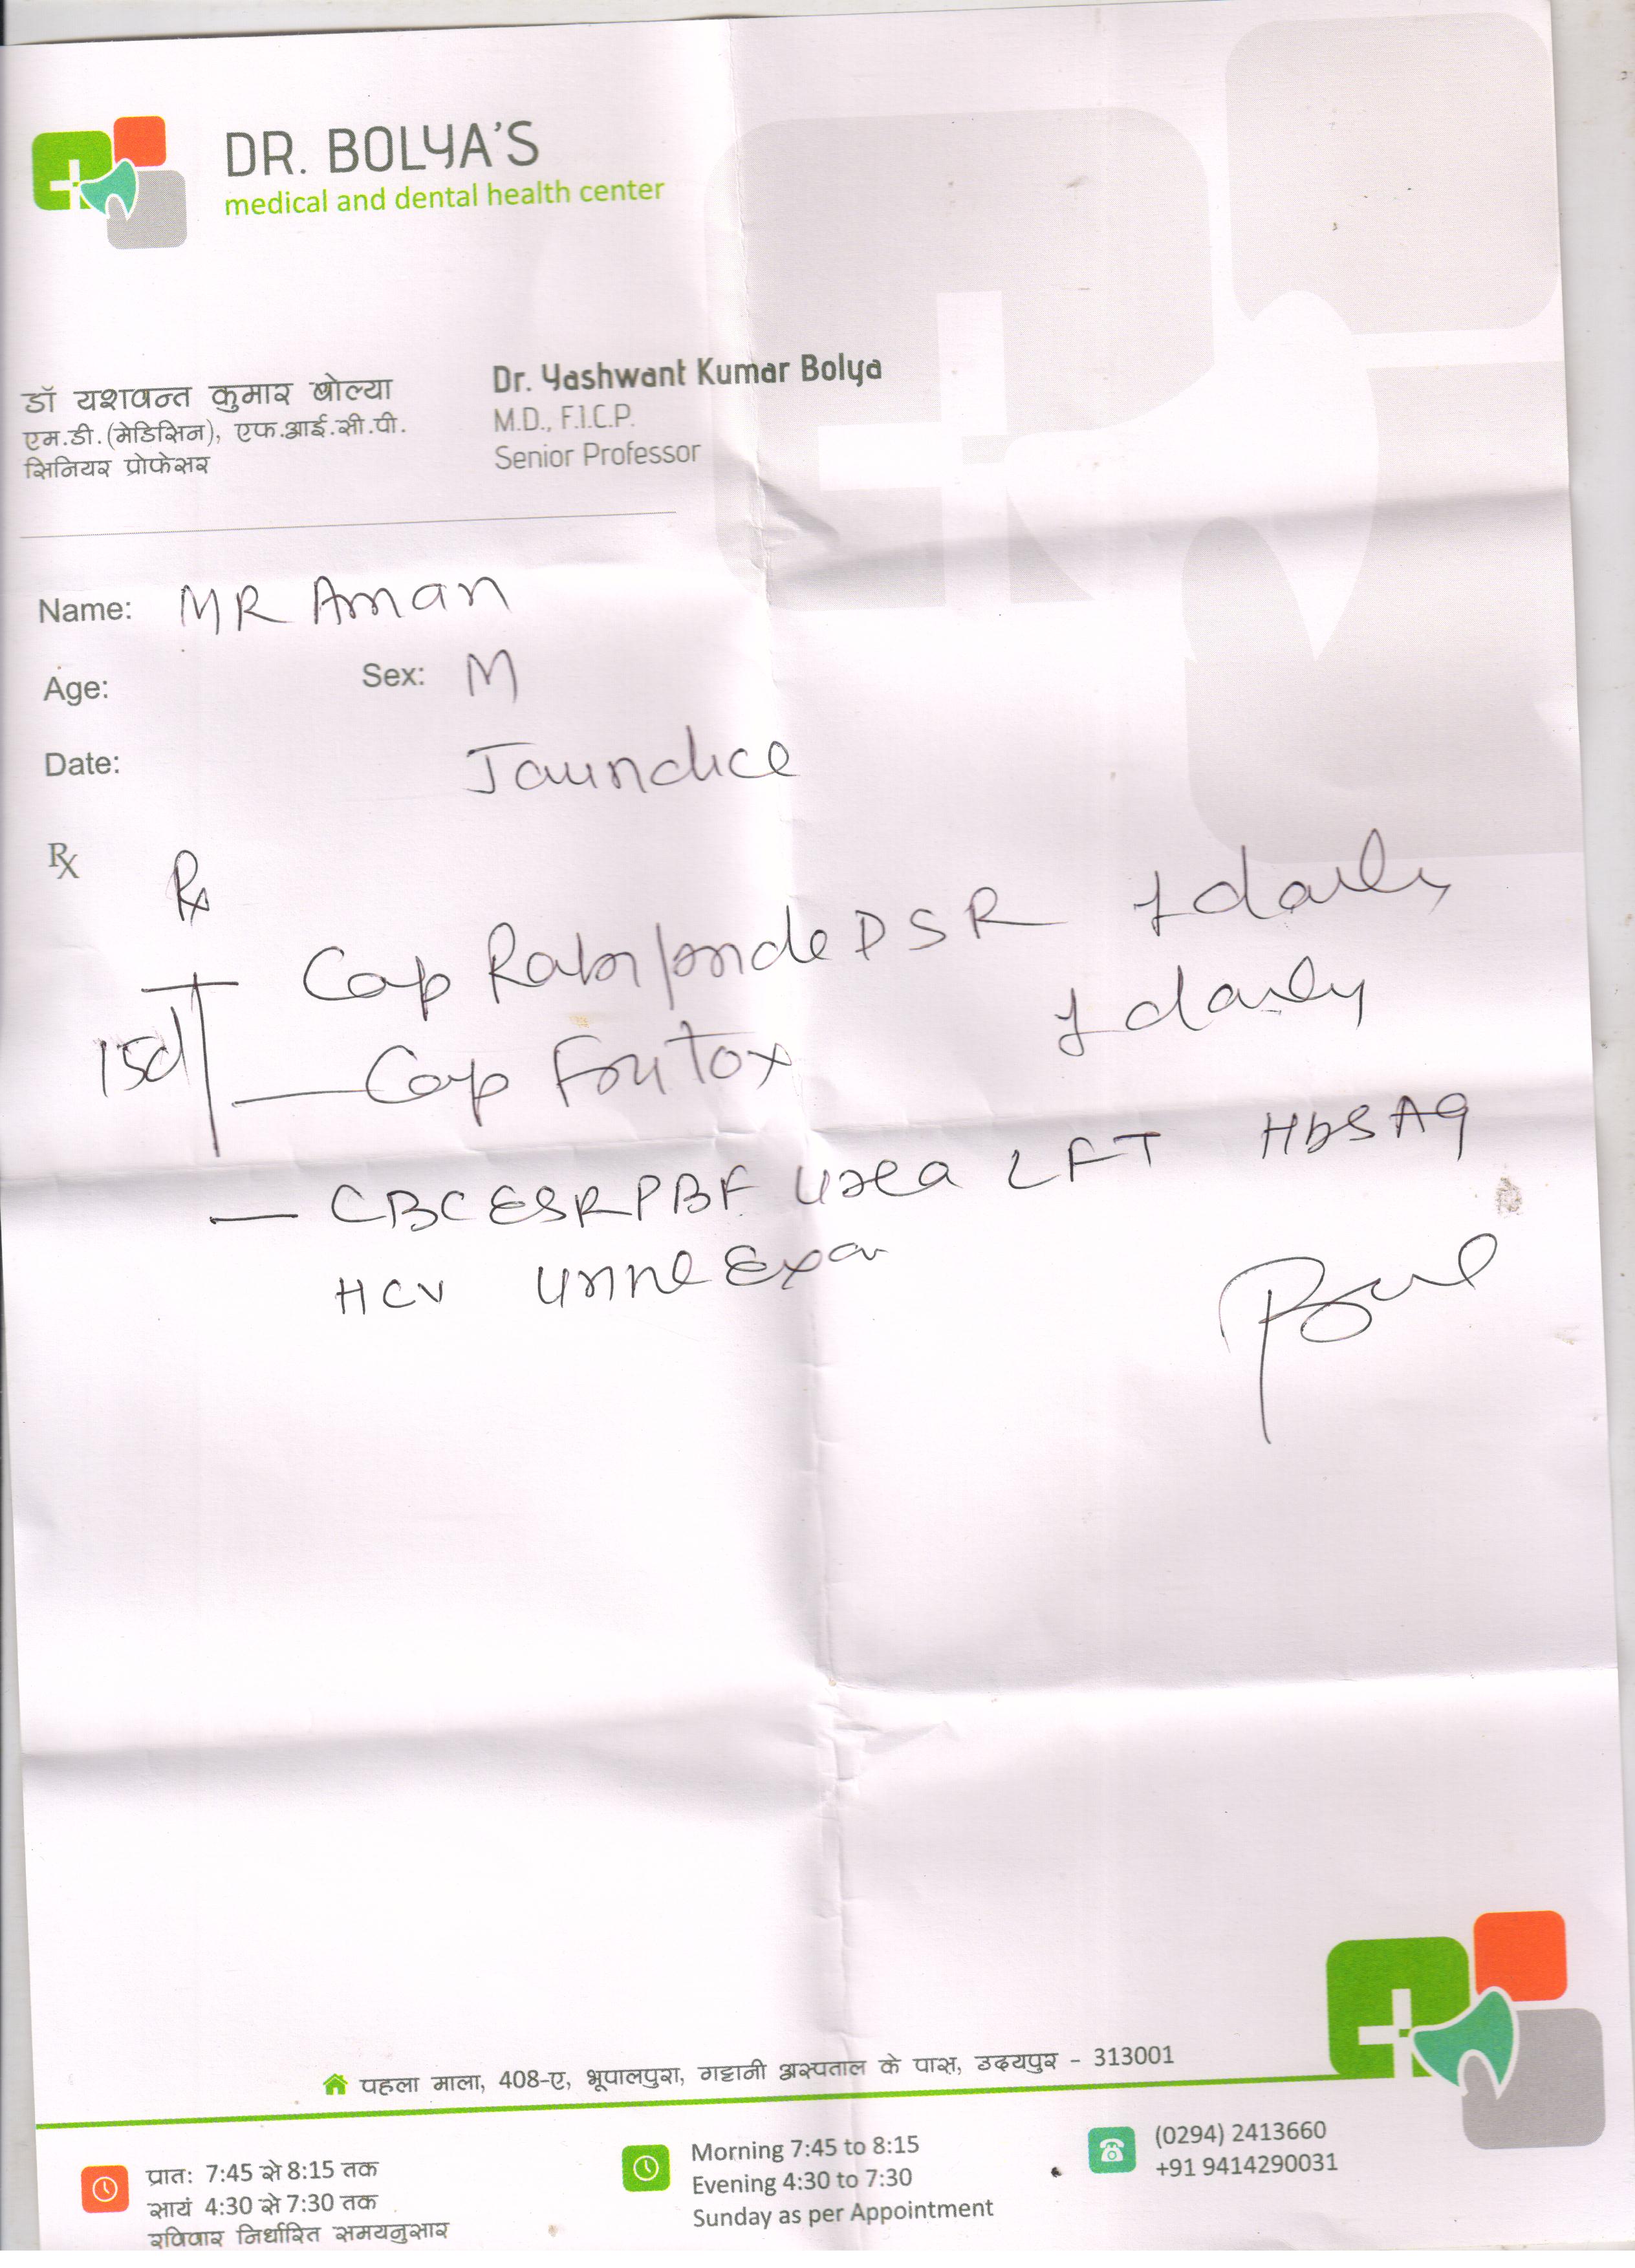 DR. BOLYA'S
medical and dental health center
डॉ यशवन्त कुमार बोल्या
एम.डी. (मेडिसिन), एफ.आई.सी.पी.
सिनियर प्रोफेसर
Dr. Yashwant Kumar Bolya
M.D., F.I.C.P.
Senior Professor
Name: MR Aman
Age: Sex: M
Date: Jaundice
Rx
Rx
Cap DSR 1 daily
15d Cap 1 daily
— CBC ESR PBF Urea LFT HbSAg
HCV Urine Exam
पहला माला, 408-ए, भूपालपुरा, गट्टानी अस्पताल के पास, उदयपुर - 313001
प्रातः 7:45 से 8:15 तक
सायं 4:30 से 7:30 तक
रविवार निर्धारित समयनुसार
Morning 7:45 to 8:15
Evening 4:30 to 7:30
Sunday as per Appointment
(0294) 2413660
+91 9414290031